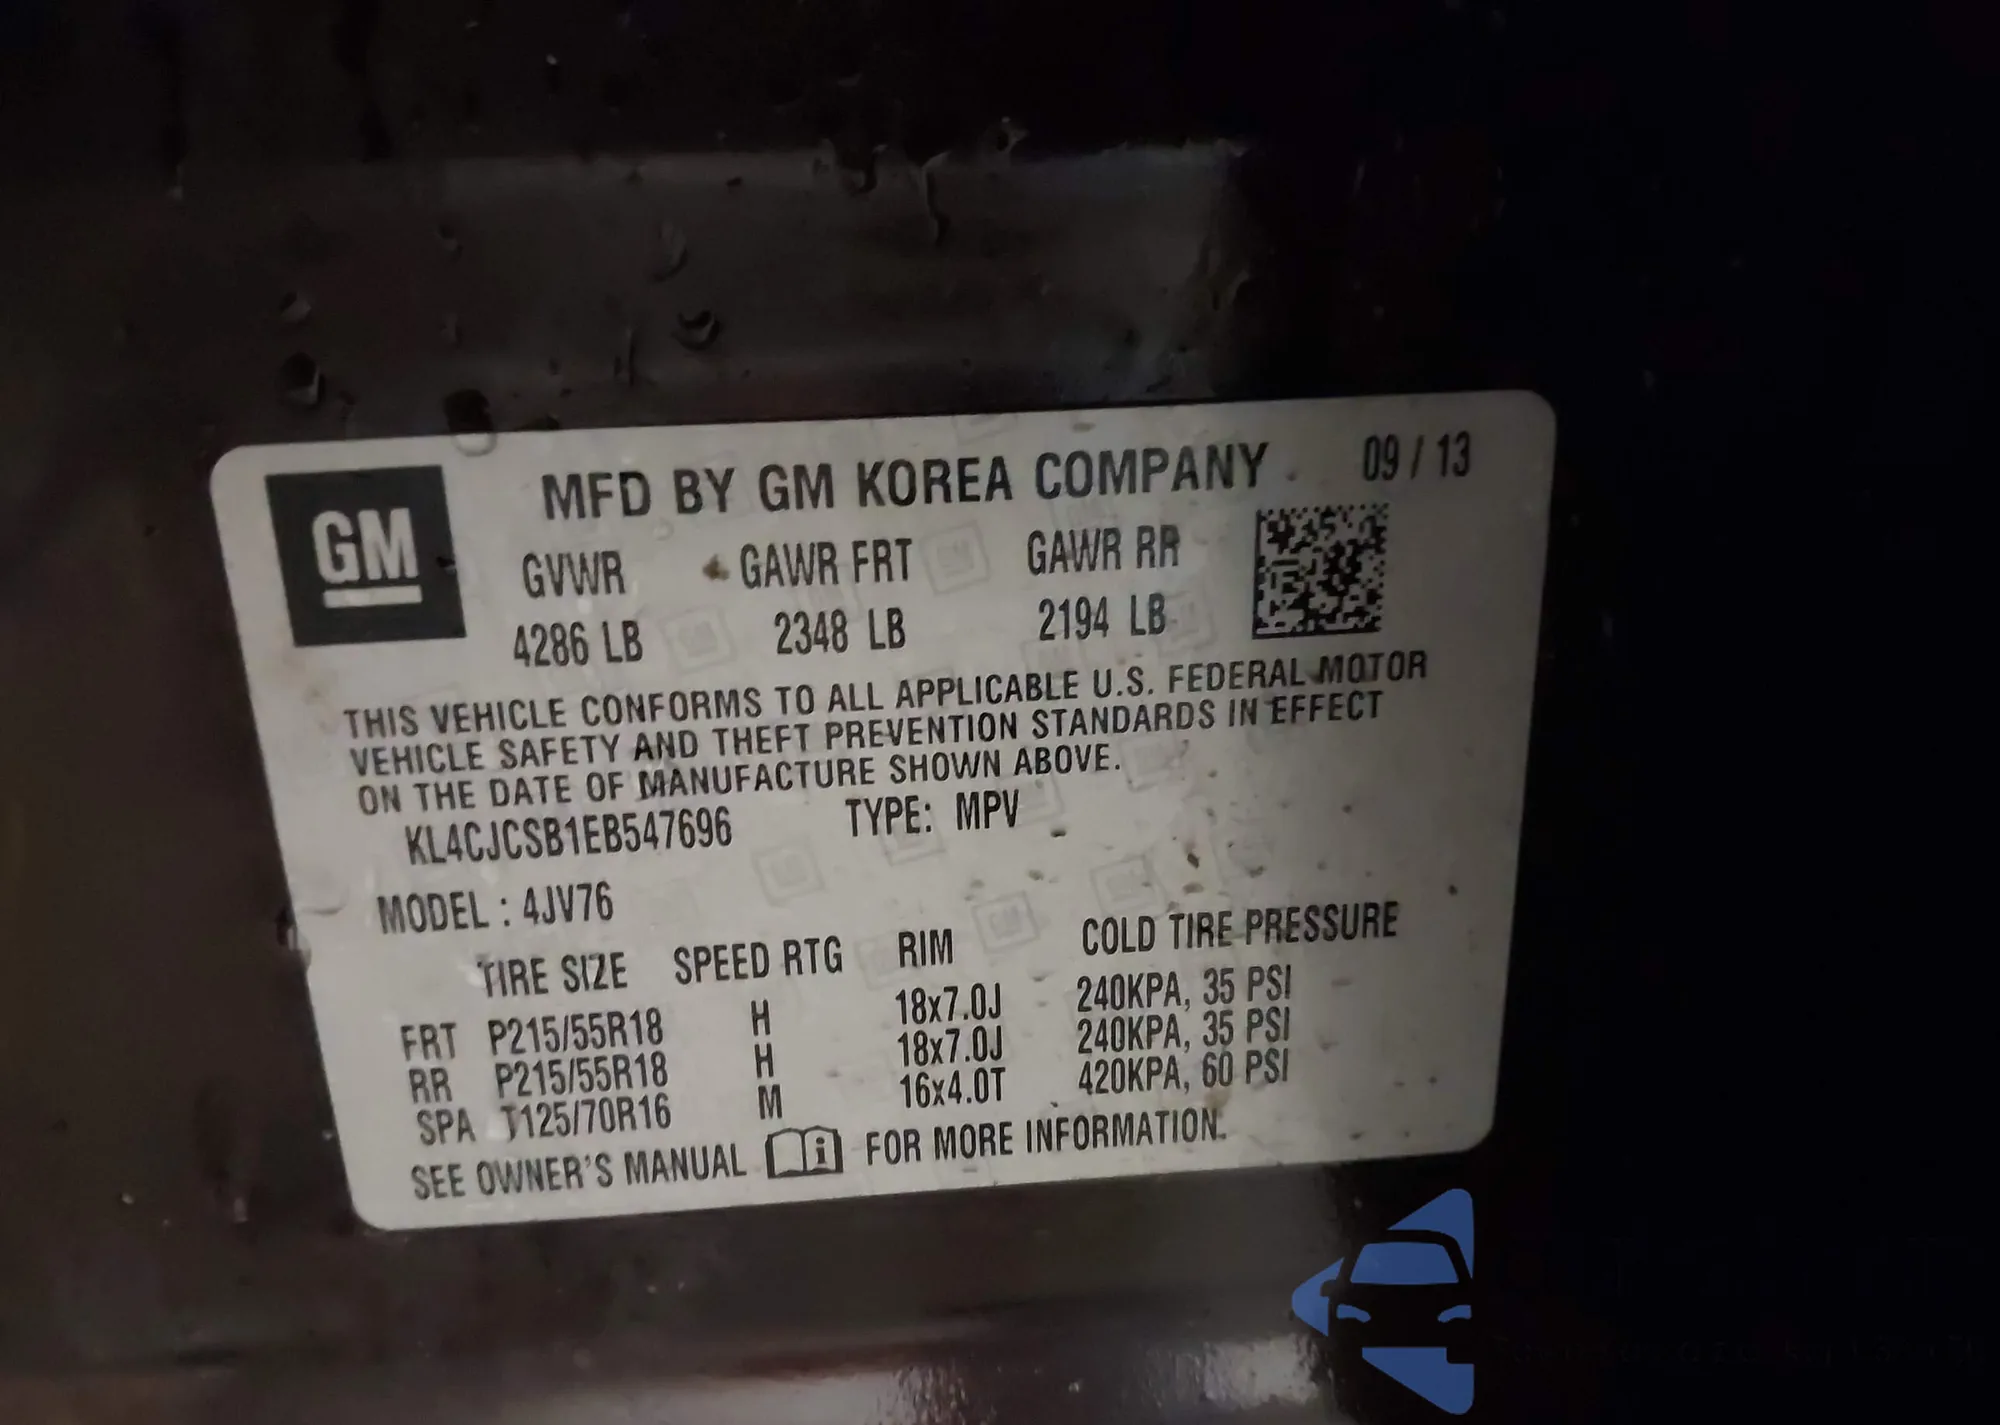 GM
MFD BY GM KOREA COMPANY 09 / 13
GVWR GAWR FRT GAWR RR
4286 LB 2348 LB 2194 LB
THIS VEHICLE CONFORMS TO ALL APPLICABLE U.S. FEDERAL MOTOR
VEHICLE SAFETY AND THEFT PREVENTION STANDARDS IN EFFECT
ON THE DATE OF MANUFACTURE SHOWN ABOVE.
KL4CJCSB1EB547696 TYPE: MPV
MODEL : 4JV76
TIRE SIZE SPEED RTG RIM COLD TIRE PRESSURE
FRT P215/55R18 H 18x7.0J 240KPA, 35 PSI
RR P215/55R18 H 18x7.0J 240KPA, 35 PSI
SPA T125/70R16 M 16x4.0T 420KPA, 60 PSI
SEE OWNER'S MANUAL i FOR MORE INFORMATION.